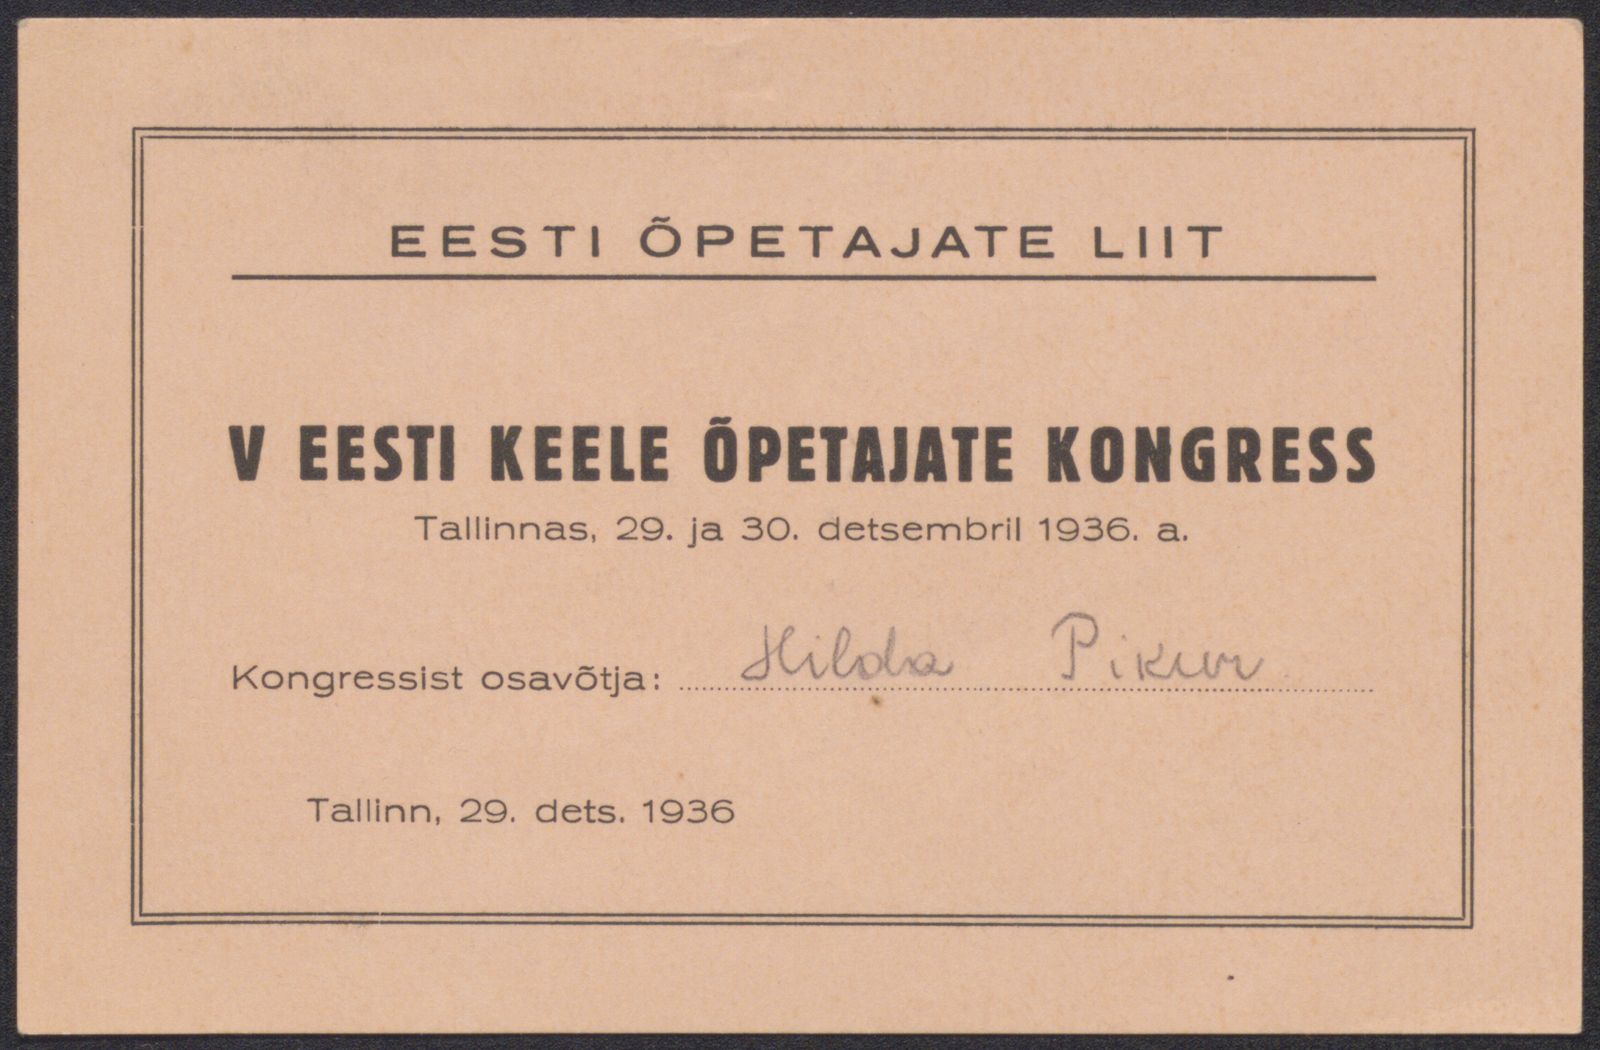 EESTI ÕPETAJATE LIIT
V EESTI KEELE ÕPETAJATE KONGRESS
Tallinnas, 29. ja 30. detsembril 1936. a.
Kongressist osavõtja: Hilda Pikur
Tallinn, 29. dets. 1936